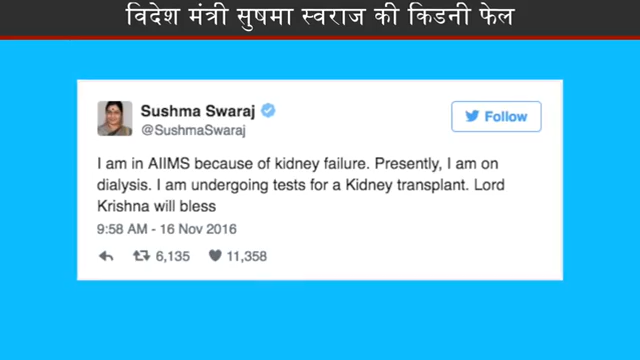 विदेश मंत्री सुषमा स्वराज की किडनी फेल
Sushma Swaraj
@SushmaSwaraj
Follow
I am in AIIMS because of kidney failure. Presently, I am on
dialysis. I am undergoing tests for a Kidney transplant. Lord
Krishna will bless
9:58 AM - 16 Nov 2016
6,135 11,358